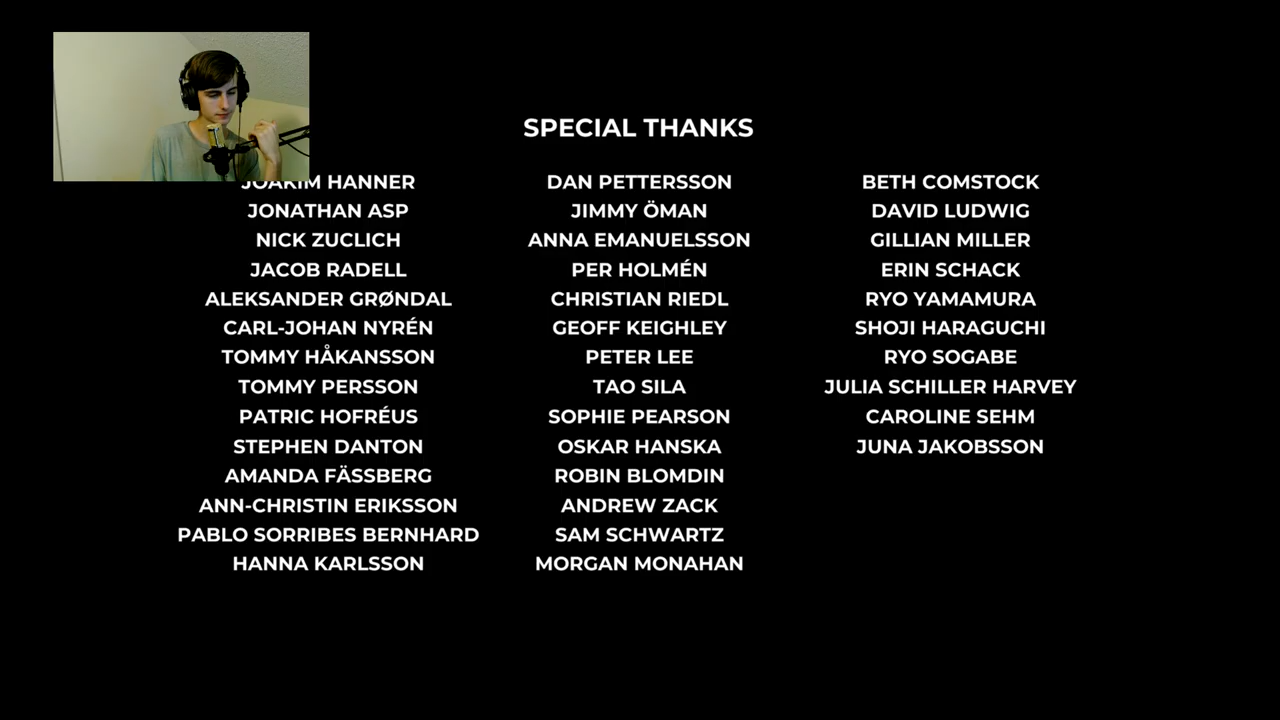 SPECIAL THANKS
JOAKIM HANNER
JONATHAN ASP
NICK ZUCLICH
JACOB RADELL
ALEKSANDER GRØNDAL
CARL-JOHAN NYRÉN
TOMMY HÅKANSSON
TOMMY PERSSON
PATRIC HOFRÉUS
STEPHEN DANTON
AMANDA FÄSSBERG
ANN-CHRISTIN ERIKSSON
PABLO SORRIBES BERNHARD
HANNA KARLSSON
DAN PETTERSSON
JIMMY ÖMAN
ANNA EMANUELSSON
PER HOLMÉN
CHRISTIAN RIEDL
GEOFF KEIGHLEY
PETER LEE
TAO SILA
SOPHIE PEARSON
OSKAR HANSKA
ROBIN BLOMDIN
ANDREW ZACK
SAM SCHWARTZ
MORGAN MONAHAN
BETH COMSTOCK
DAVID LUDWIG
GILLIAN MILLER
ERIN SCHACK
RYO YAMAMURA
SHOJI HARAGUCHI
RYO SOGABE
JULIA SCHILLER HARVEY
CAROLINE SEHM
JUNA JAKOBSSON